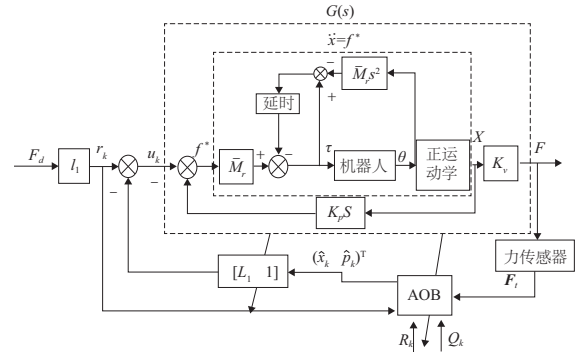 G(s)
ẍ=f*
− M̄ᵣs²
延时 +
F_d r_k u_k f* τ θ X F
l₁ M̄ᵣ + − 机器人 正运动学 K_v
− −
K_pS
力传感器
(x̂_k p̂_k)ᵀ
[L₁ 1] AOB F_t
R_k Q_k